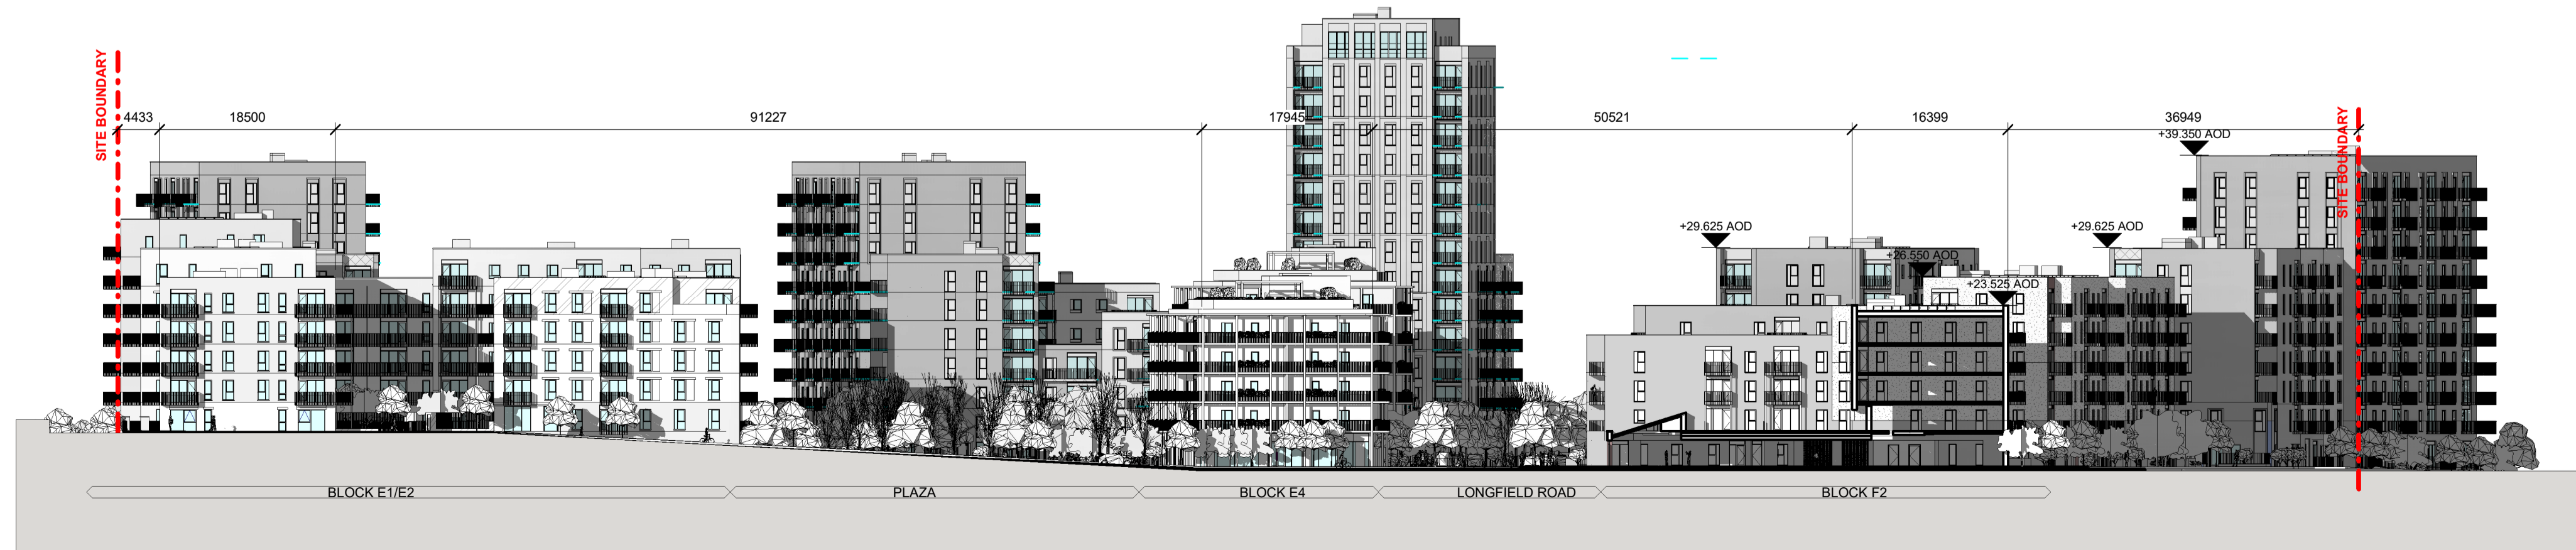 SITE BOUNDARY
4433
18500
91227
17945
50521
16399
36949
SITE BOUNDARY
+39.350 AOD
+29.625 AOD
+29.625 AOD
+26.550 AOD
+23.525 AOD
BLOCK E1/E2
PLAZA
BLOCK E4
LONGFIELD ROAD
BLOCK F2